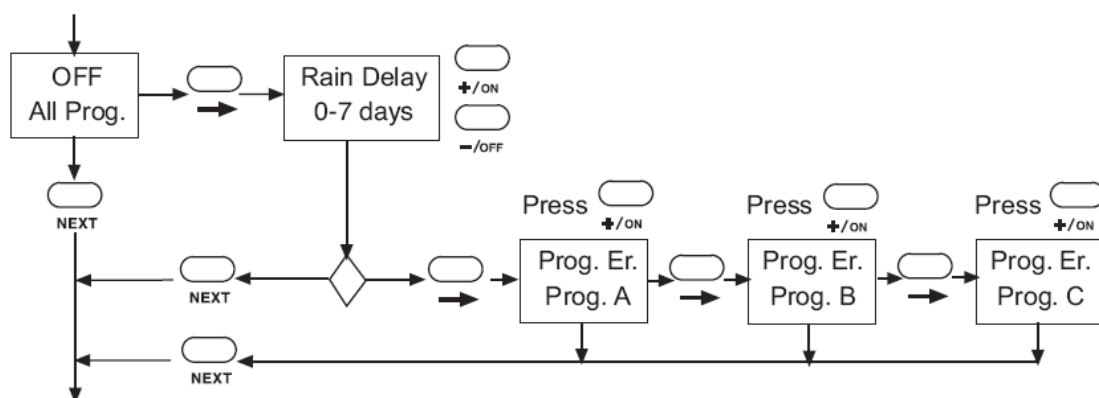 OFF
All Prog.
Rain Delay
0-7 days
+/ON
−/OFF
NEXT
Press
+/ON
Press
+/ON
Press
+/ON
NEXT
Prog. Er.
Prog. A
Prog. Er.
Prog. B
Prog. Er.
Prog. C
NEXT